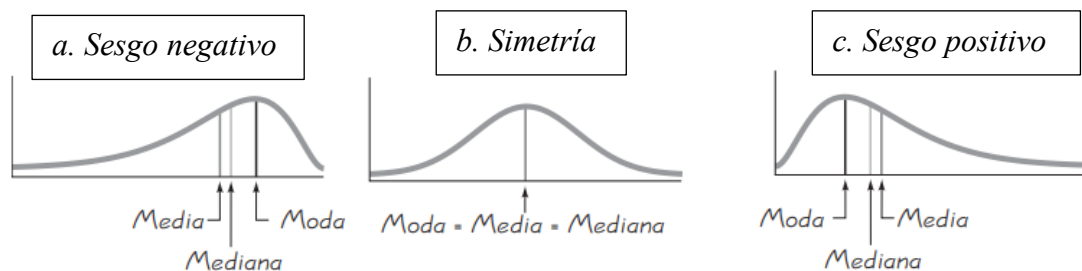 a. Sesgo negativo
b. Simetría
c. Sesgo positivo
Media
Moda
Mediana
Moda = Media = Mediana
Moda
Media
Mediana